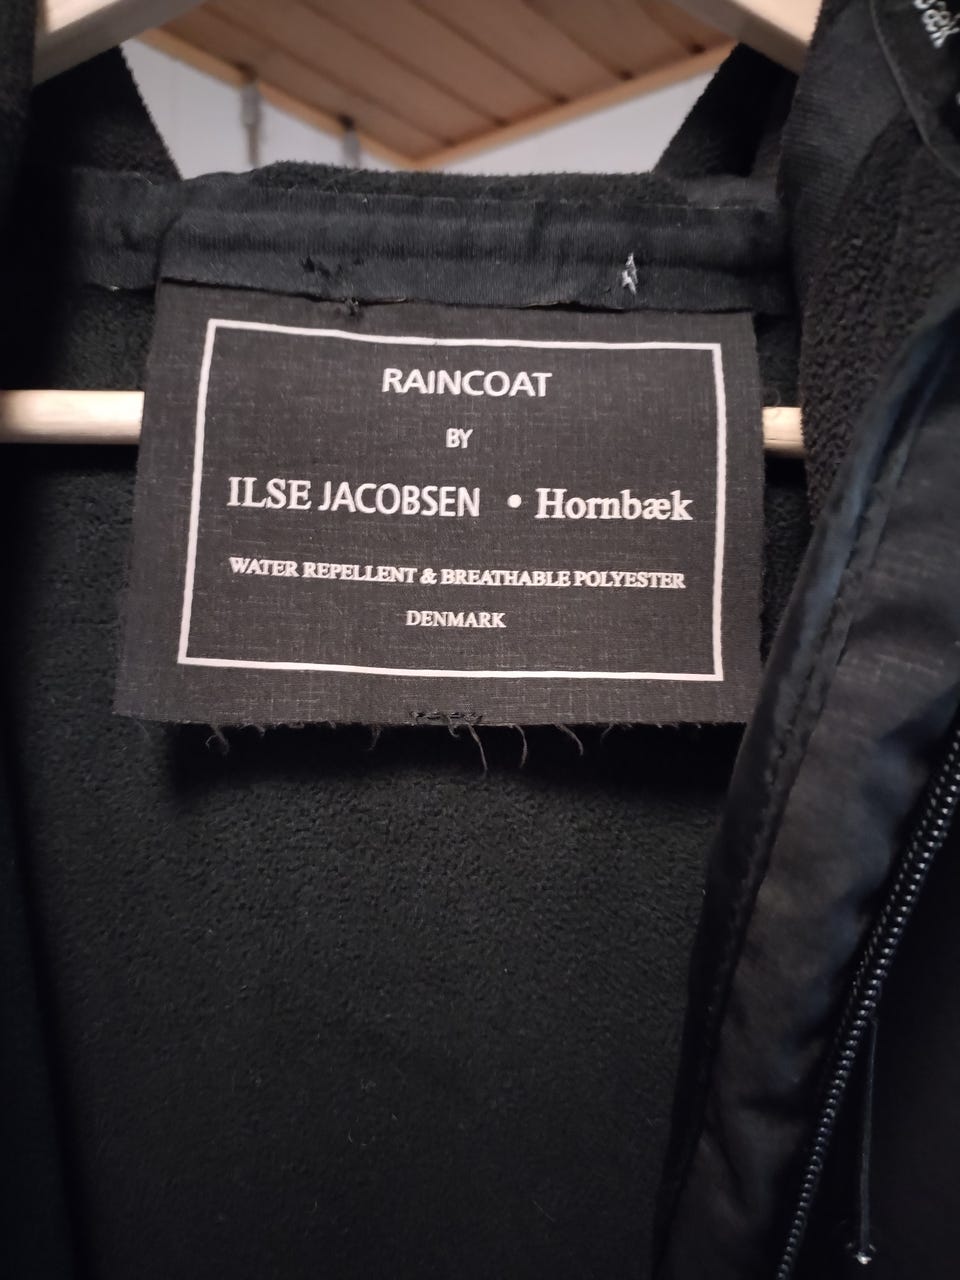 RAINCOAT
BY
ILSE JACOBSEN • Hornbæk
WATER REPELLENT & BREATHABLE POLYESTER
DENMARK